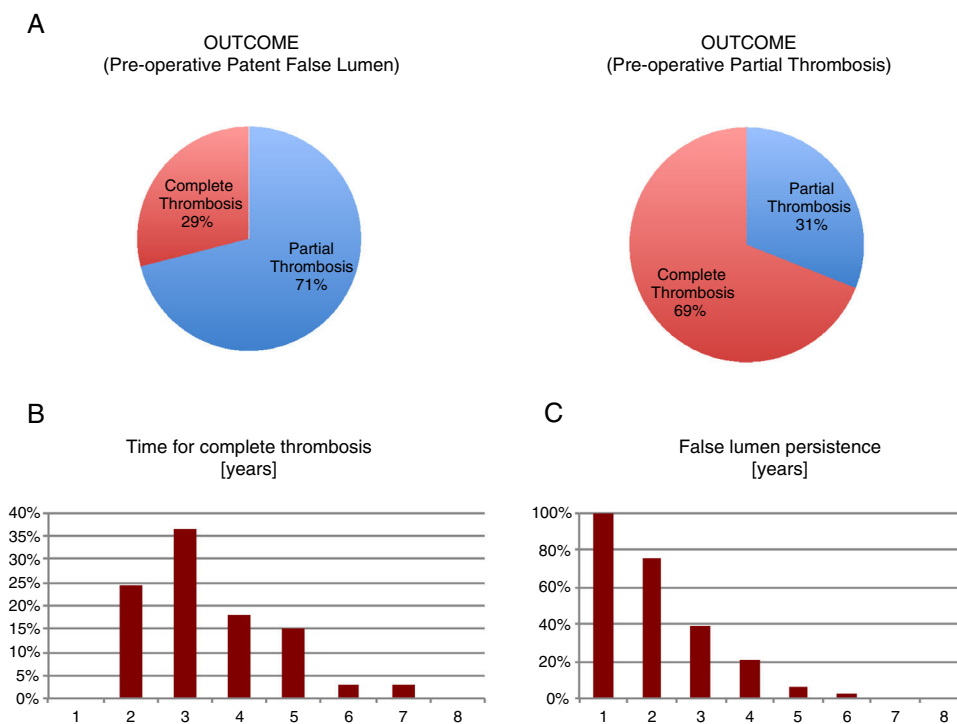 A
OUTCOME
(Pre-operative Patent False Lumen)
Complete
Thrombosis
29%
Partial
Thrombosis
71%
OUTCOME
(Pre-operative Partial Thrombosis)
Partial
Thrombosis
31%
Complete
Thrombosis
69%
B
Time for complete thrombosis
[years]
40%
35%
30%
25%
20%
15%
10%
5%
0%
1 2 3 4 5 6 7 8
C
False lumen persistence
[years]
100%
80%
60%
40%
20%
0%
1 2 3 4 5 6 7 8